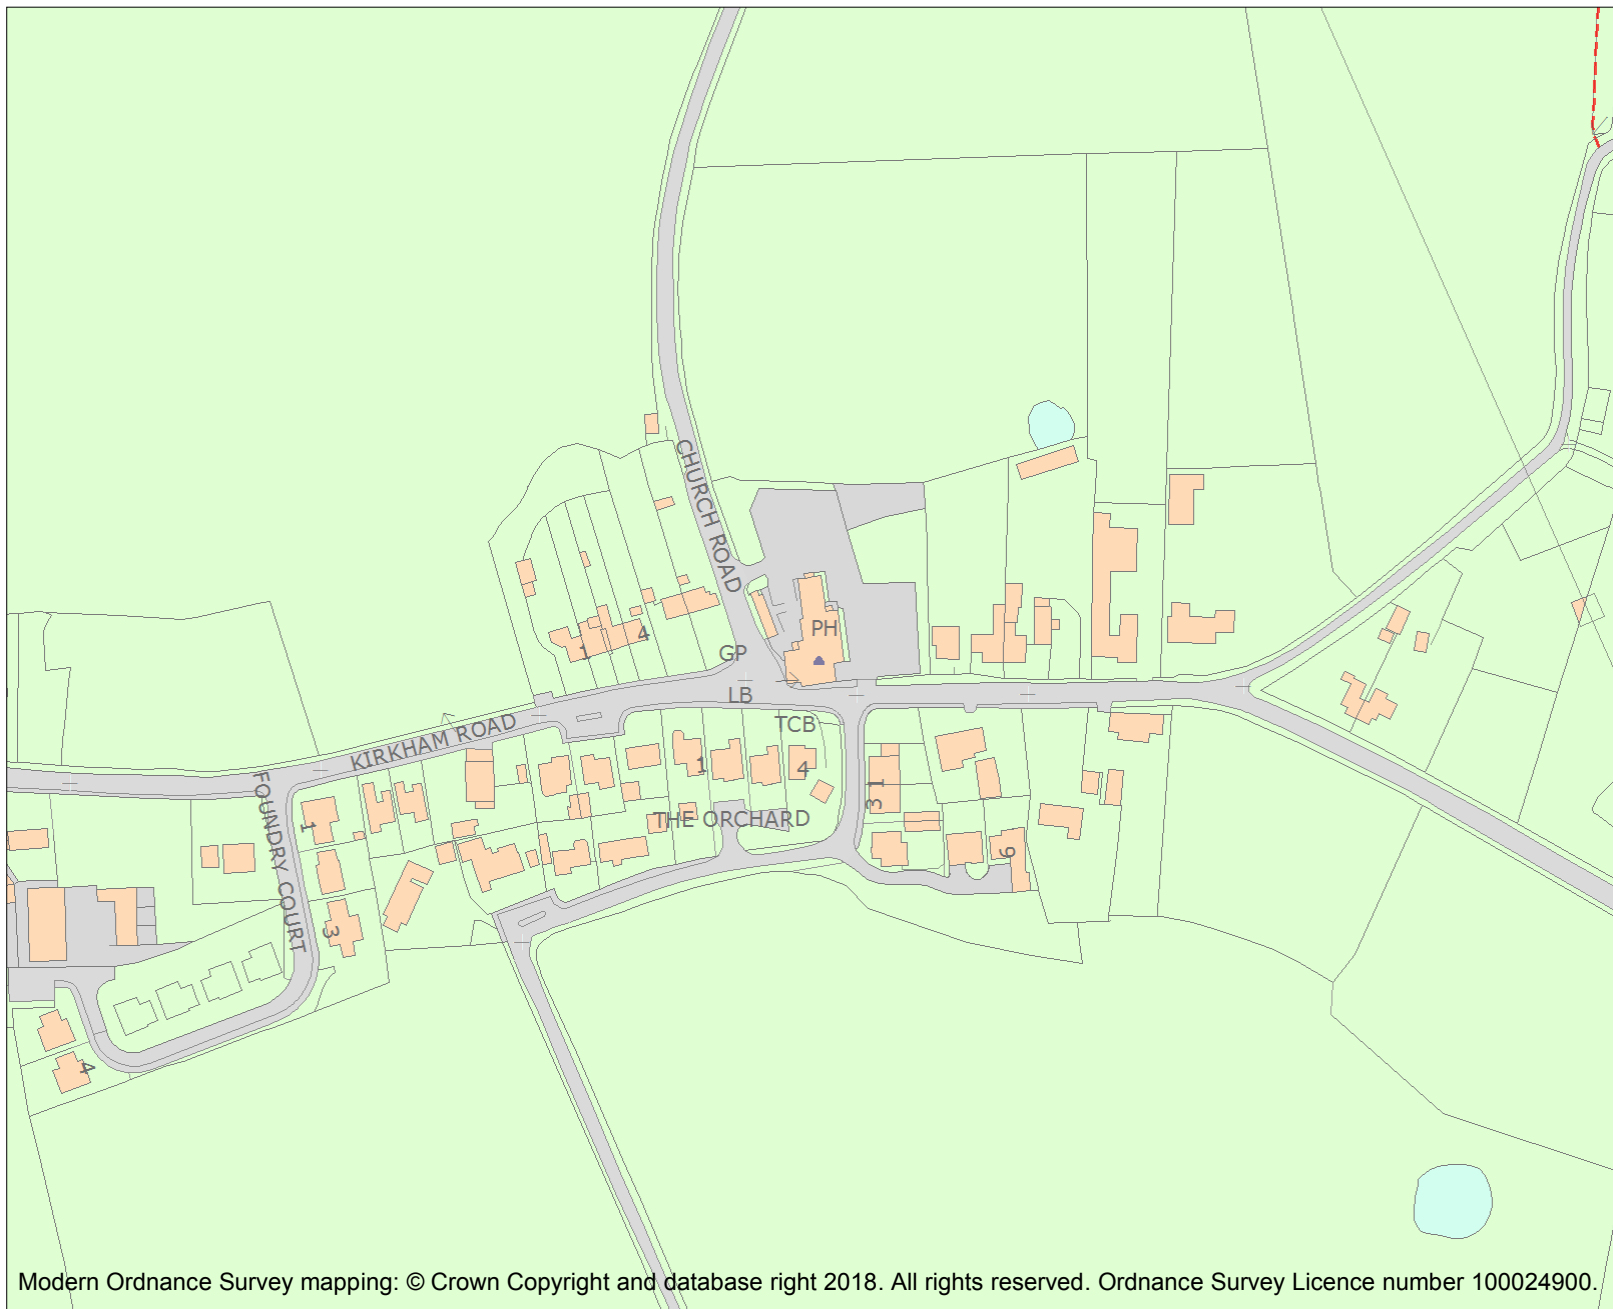 CHURCH ROAD
PH
4
1
GP
LB
TCB
KIRKHAM ROAD
1
4
1
3
THE ORCHARD
FOUNDRY COURT
1
9
3
4
Modern Ordnance Survey mapping: © Crown Copyright and database right 2018. All rights reserved. Ordnance Survey Licence number 100024900.